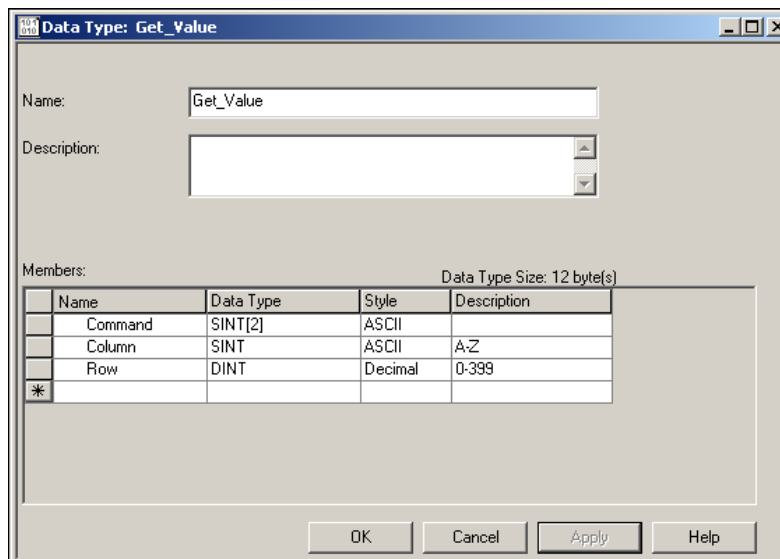 Data Type: Get_Value
Name:
Get_Value
Description:
Members:
Data Type Size: 12 byte(s)
Name Data Type Style Description
Command SINT[2] ASCII
Column SINT ASCII A-Z
Row DINT Decimal 0-399
OK Cancel Apply Help